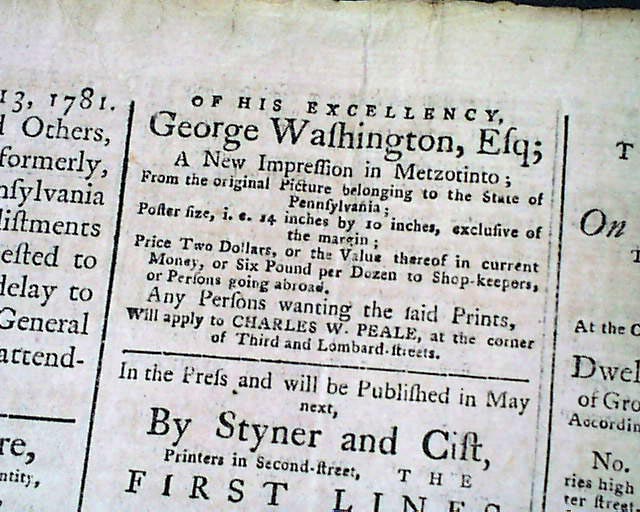 13, 1781.
Others,
formerly,
nſylvania
liſtments
eſted to
delay to
General
attend-
re,
ntity,
OF HIS EXCELLENCY,
George Waſhington, Eſq;
A New Impreſſion in Metzotinto;
From the original Picture belonging to the State of
Pennſylvania;
Poſter ſize, i. e. 14 inches by 10 inches, excluſive of
the margin;
Price Two Dollars, or the Value thereof in current
Money, or Six Pound per Dozen to Shop-keepers,
or Perſons going abroad.
Any Perſons wanting the ſaid Prints,
Will apply to CHARLES W. PEALE, at the corner
of Third and Lombard-ſtreets.
In the Preſs and will be Publiſhed in May
next,
By Styner and Ciſt,
Printers in Second-ſtreet, THE
FIRST LINES
T
On
At the C
Dwel
of Gro
Accordin
No.
ries high
ter ſtree